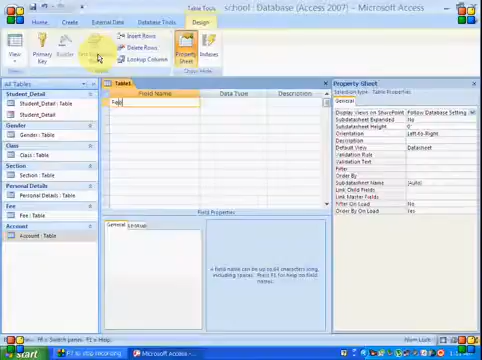 Table Tools
school : Database (Access 2007) - Microsoft Access
Home
Create
External Data
Database Tools
Design
View
Primary Key
Builder
Insert Rows
Delete Rows
Lookup Column
Property Sheet
Indexes
Show/Hide
All Tables
Student_Detail
Student_Detail : Table
Student_Detail
Gender
Gender : Table
Class
Class : Table
Section
Section : Table
Personal Details
Personal Details : Table
Fee
Fee : Table
Account
Account : Table
Table1
Field Name
Data Type
Description
Field Properties
General
Lookup
A field name can be up to 64 characters long, including spaces. Press F1 for help on field names.
Property Sheet
Selection type: Table Properties
General
Display Views on SharePoint
Follow Database Setting
Subdatasheet Expanded
No
Subdatasheet Height
0"
Orientation
Left-to-Right
Description
Default View
Datasheet
Validation Rule
Validation Text
Filter
Order By
Subdatasheet Name
[Auto]
Link Child Fields
Link Master Fields
Filter On Load
No
Order By On Load
Yes
F6 = Switch panes. F1 = Help.
Num Lock
start
F7 to stop recording
Microsoft Access -